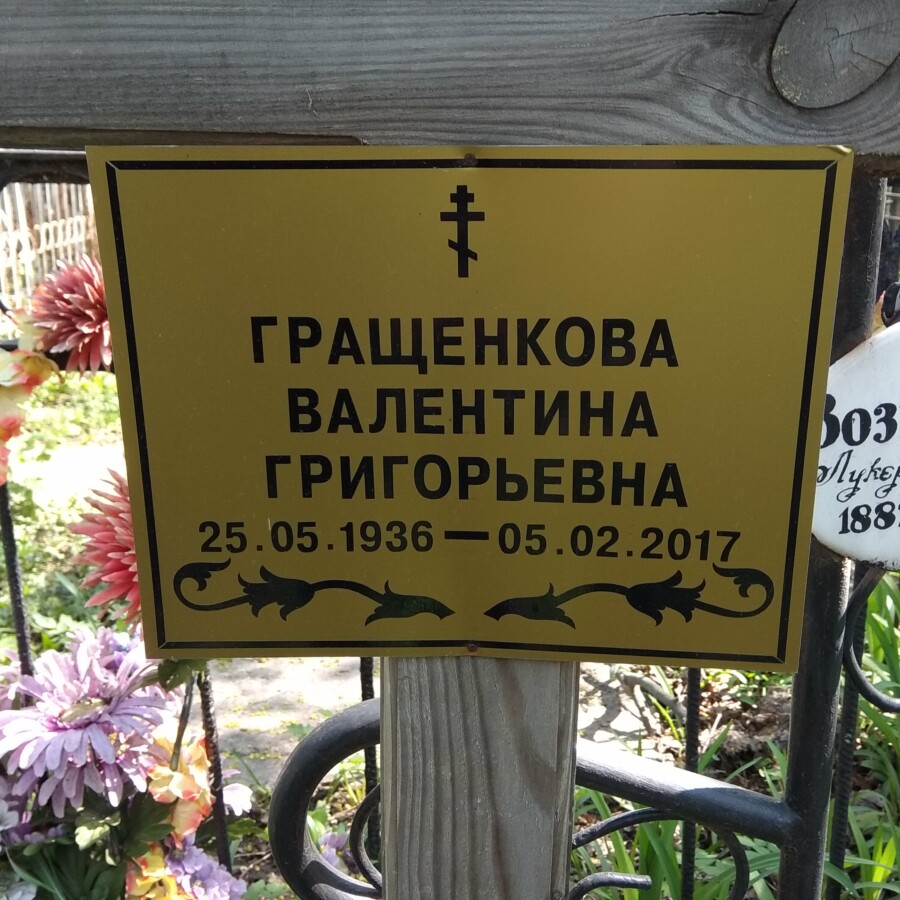 ГРАЩЕНКОВА
ВАЛЕНТИНА
ГРИГОРЬЕВНА
25.05.1936 — 05.02.2017